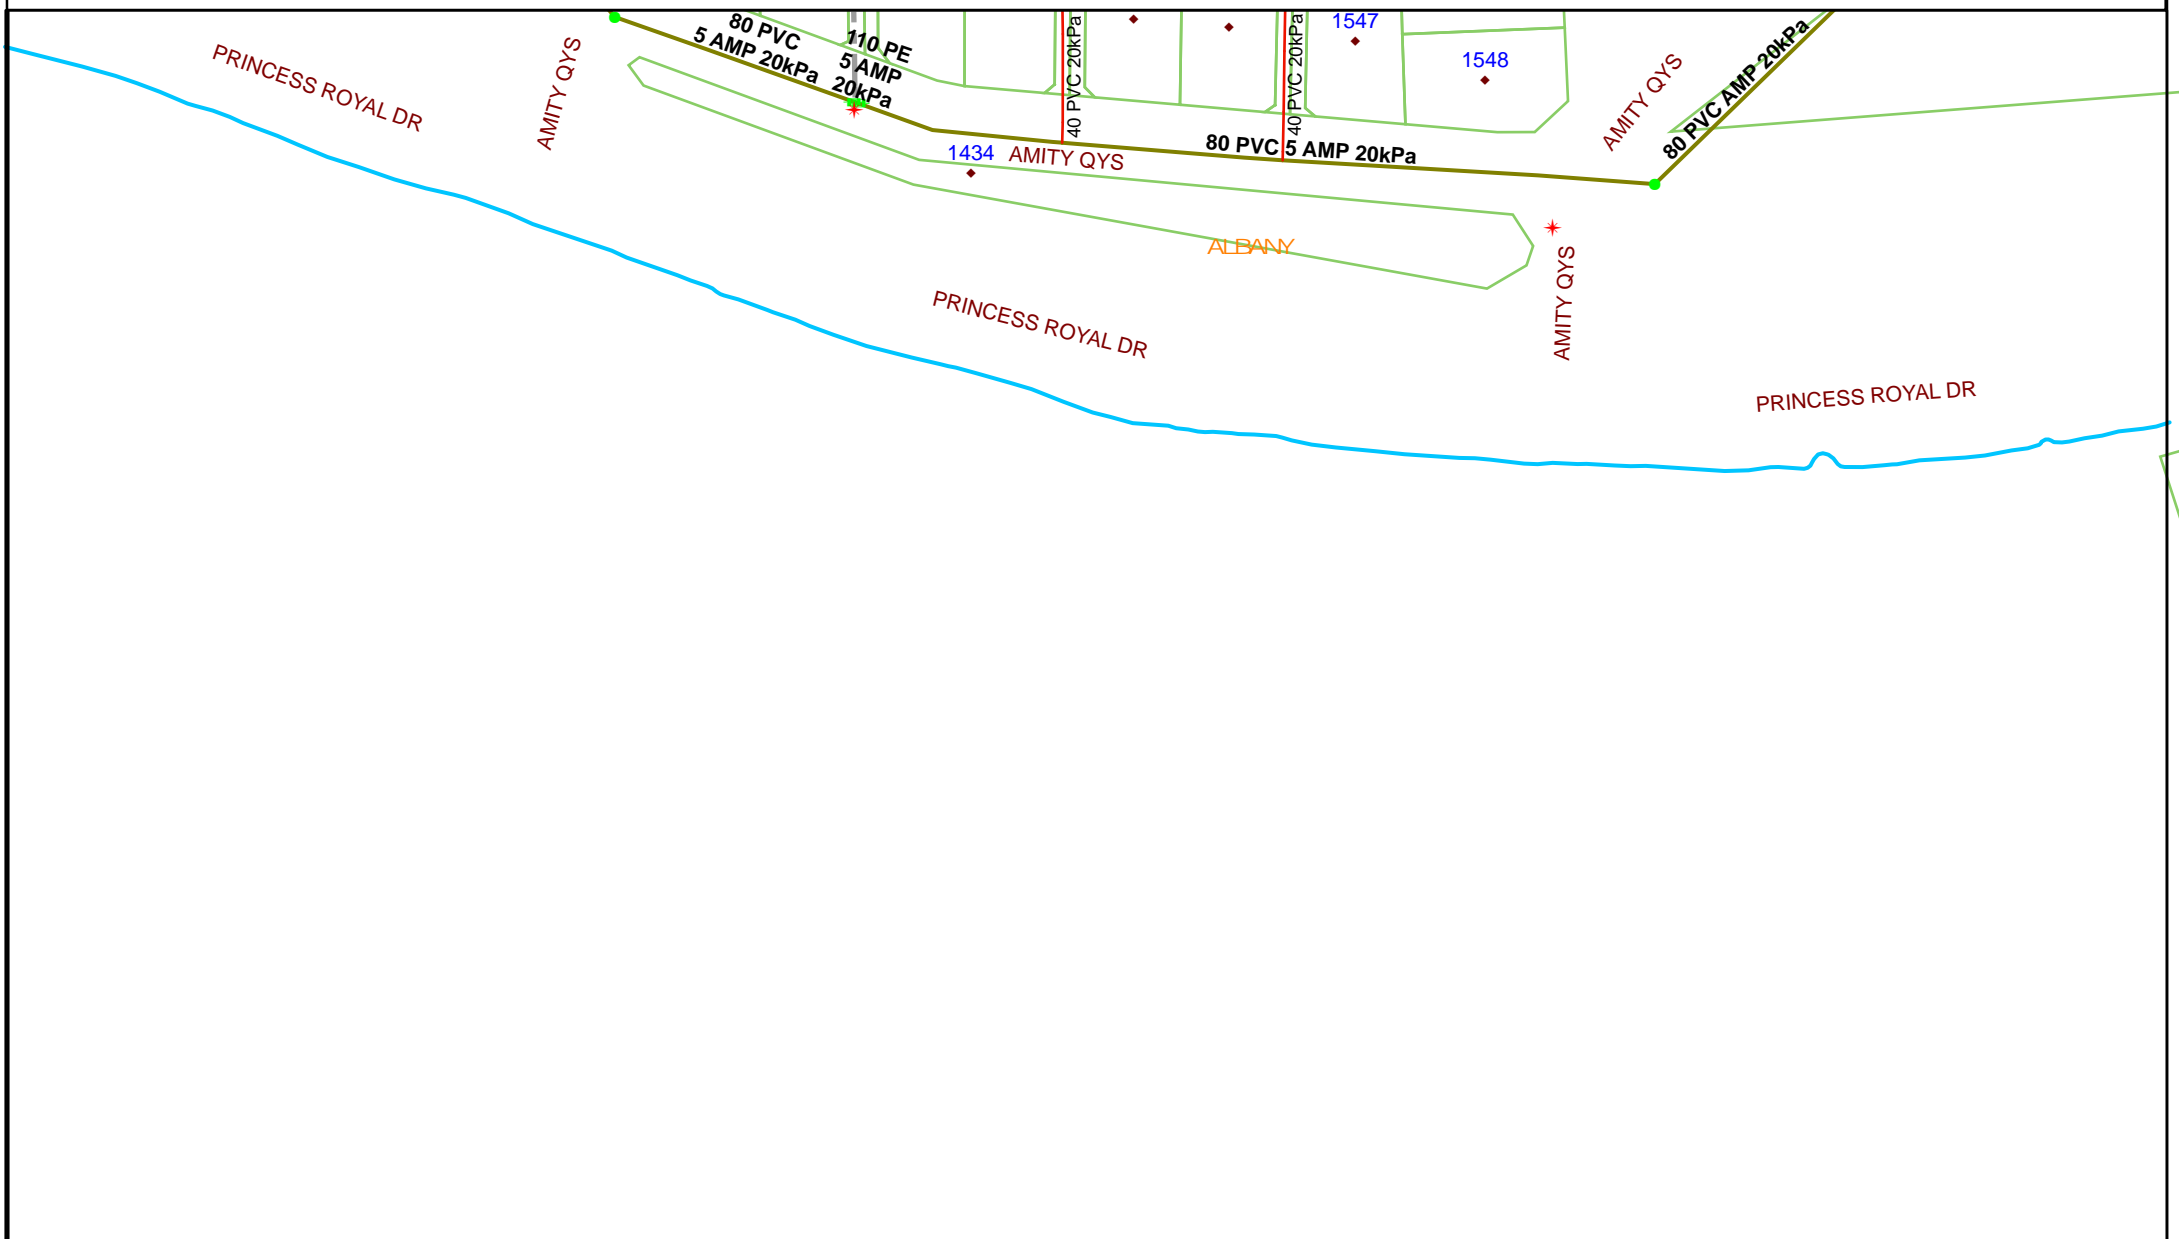 80 PVC
5 AMP 20kPa
110 PE
5 AMP
20kPa
40 PVC 20kPa
40 PVC 20kPa
1547
1548
PRINCESS ROYAL DR
AMITY QYS
AMITY QYS
80 PVC AMP 20kPa
1434
AMITY QYS
80 PVC 5 AMP 20kPa
ALBANY
PRINCESS ROYAL DR
AMITY QYS
PRINCESS ROYAL DR